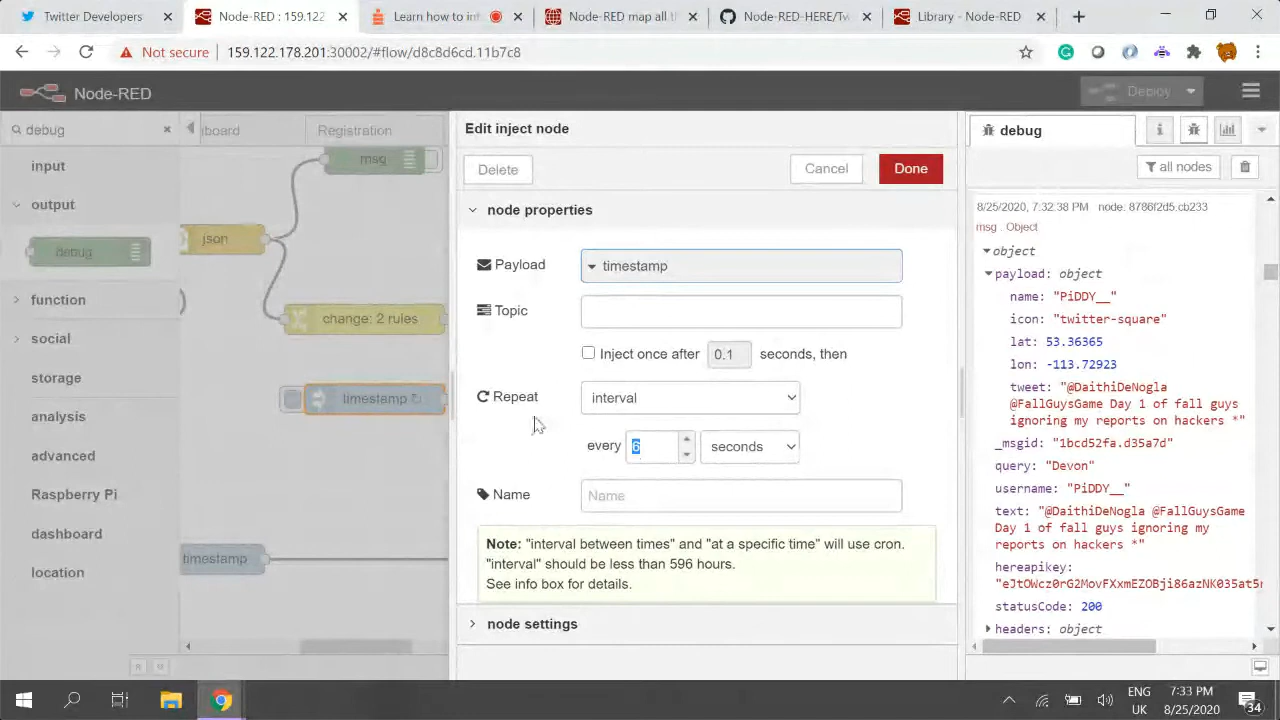 Twitter Developers
Node-RED : 159.122
Learn how to in
Node-RED map all t
Node-RED-HERE/Tw
Library - Node-RED
Not secure
159.122.178.201:30002/#flow/d8c8d6cd.11b7c8
Node-RED
Deploy
debug
board
Registration
Edit inject node
debug
input
msg
Delete
Cancel
Done
all nodes
output
node properties
8/25/2020, 7:32:38 PM node: 8786f2d5.cb233
msg : Object
json
object
debug
Payload
timestamp
payload: object
function
Topic
name: "PiDDY__"
change: 2 rules
icon: "twitter-square"
social
Inject once after 0.1 seconds, then
lat: 53.36365
storage
lon: -113.72923
timestamp ↻
Repeat
interval
tweet: "@DaithiDeNogla
@FallGuysGame Day 1 of fall guys
analysis
ignoring my reports on hackers *"
every 6 seconds
_msgid: "1bcd52fa.d35a7d"
advanced
query: "Devon"
Raspberry Pi
Name
Name
username: "PiDDY__"
text: "@DaithiDeNogla @FallGuysGame
dashboard
Day 1 of fall guys ignoring my
reports on hackers *"
timestamp
Note: "interval between times" and "at a specific time" will use cron.
"interval" should be less than 596 hours.
See info box for details.
location
hereapikey:
node settings
statusCode: 200
headers: object
ENG
UK
7:33 PM
8/25/2020
34